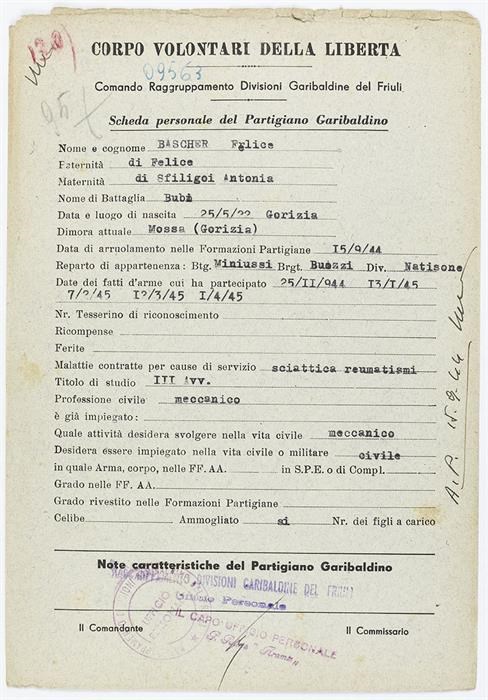 CORPO VOLONTARI DELLA LIBERTA
09563
Comando Raggruppamento Divisioni Garibaldine del Friuli
Scheda personale del Partigiano Garibaldino
Nome e cognome BASCHER Felice
Paternità di Felice
Maternità di Sfiligoi Antonia
Nome di Battaglia Bubi
Data e luogo di nascita 25/5/22 Gorizia
Dimora attuale Mossa (Gorizia)
Data di arruolamento nelle Formazioni Partigiane I5/9/44
Reparto di appartenenza: Btg. Miniussi Brgt. Buozzi Div. Natisone
Date dei fatti d'arme cui ha partecipato 25/II/944 I3/I/45
7/2/45 I2/3/45 I/4/45
Nr. Tesserino di riconoscimento
Ricompense
Ferite
Malattie contratte per cause di servizio sciattica reumatismi
Titolo di studio III Avv.
Professione civile meccanico
è già impiegato:
Quale attività desidera svolgere nella vita civile meccanico
Desidera essere impiegato nella vita civile o militare civile
in quale Arma, corpo, nelle FF. AA. in S.P.E. o di Compl.
Grado nelle FF. AA.
Grado rivestito nelle Formazioni Partigiane
Celibe Ammogliato si Nr. dei figli a carico
A.P. 15.9.44
Note caratteristiche del Partigiano Garibaldino
RAGGRUPPAMENTO DIVISIONI GARIBALDINE DEL FRIULI
Ufficio Personale
IL CAPO UFFICIO PERSONALE
Il Comandante Il Commissario